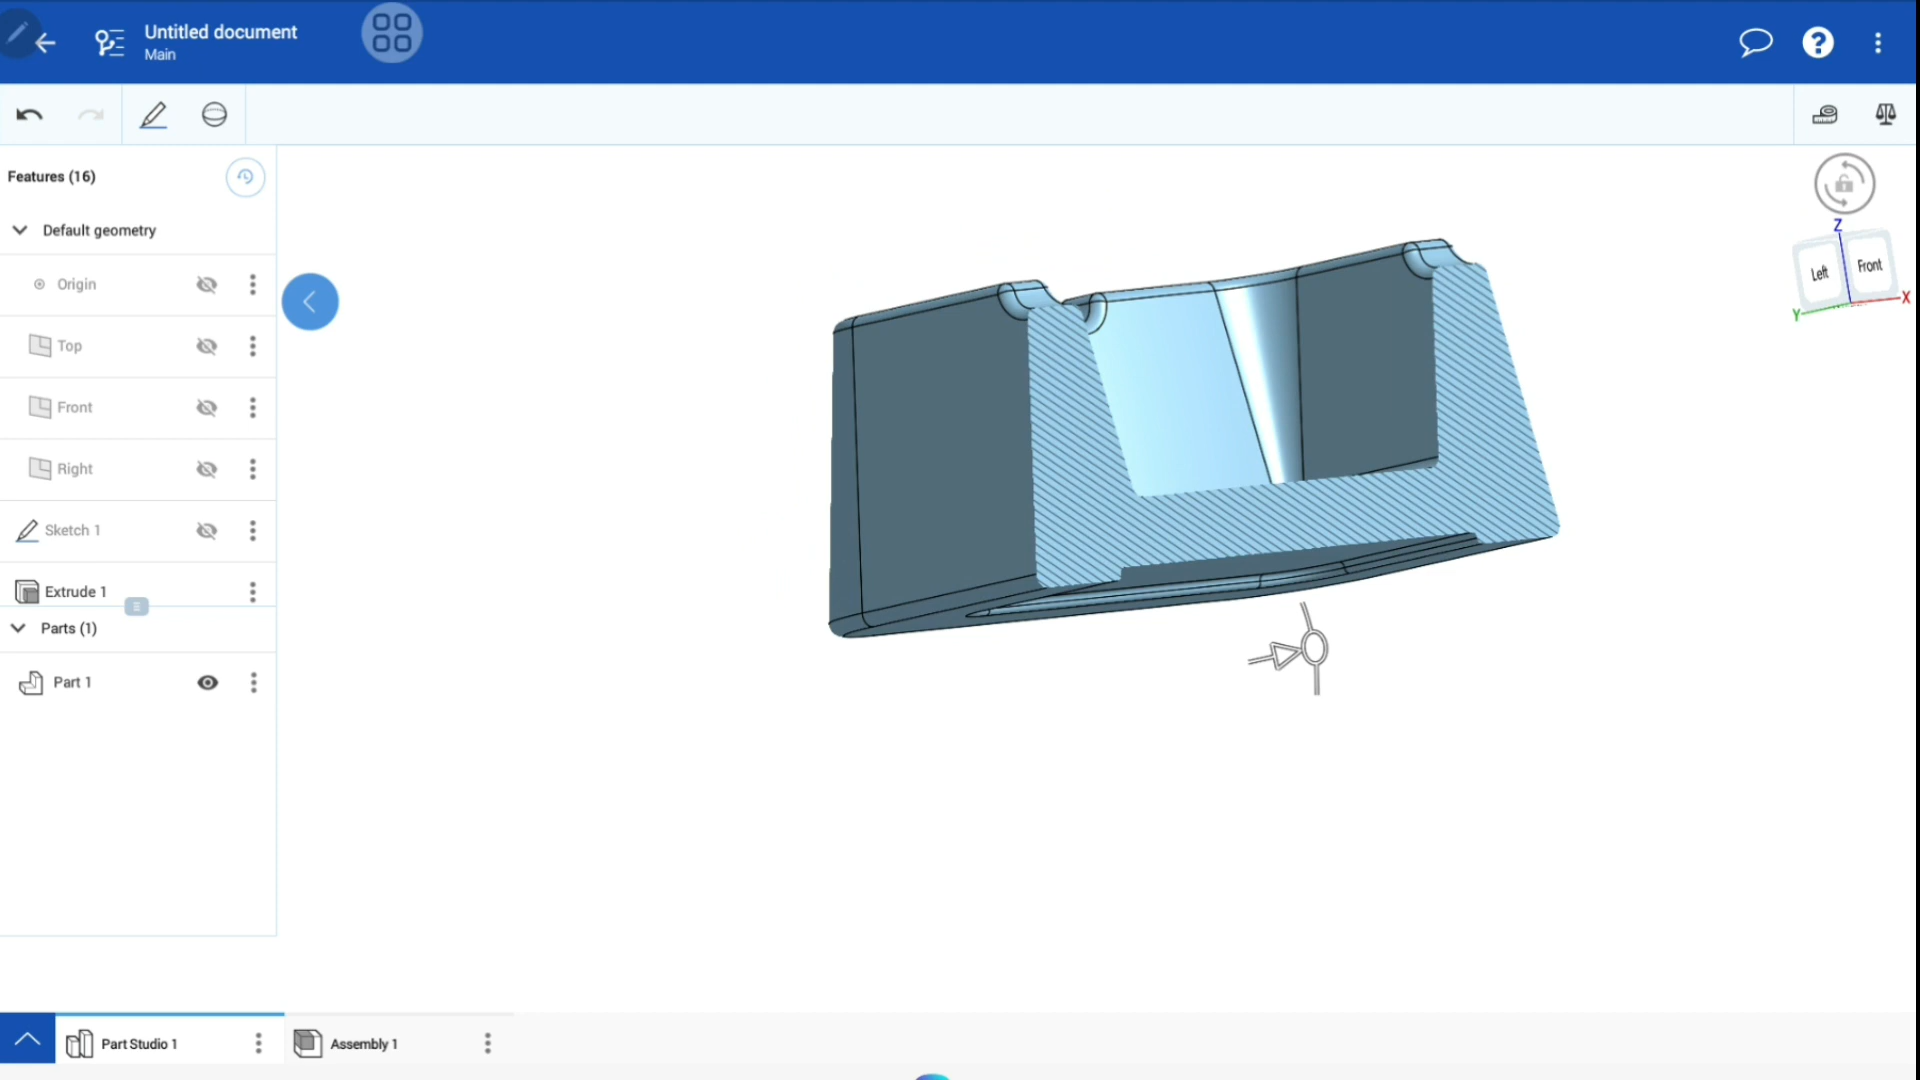 Untitled document
Main
Features (16)
Default geometry
Origin
Top
Front
Right
Sketch 1
Extrude 1
Parts (1)
Part 1
Z
Left
Front
X
Y
Part Studio 1
Assembly 1